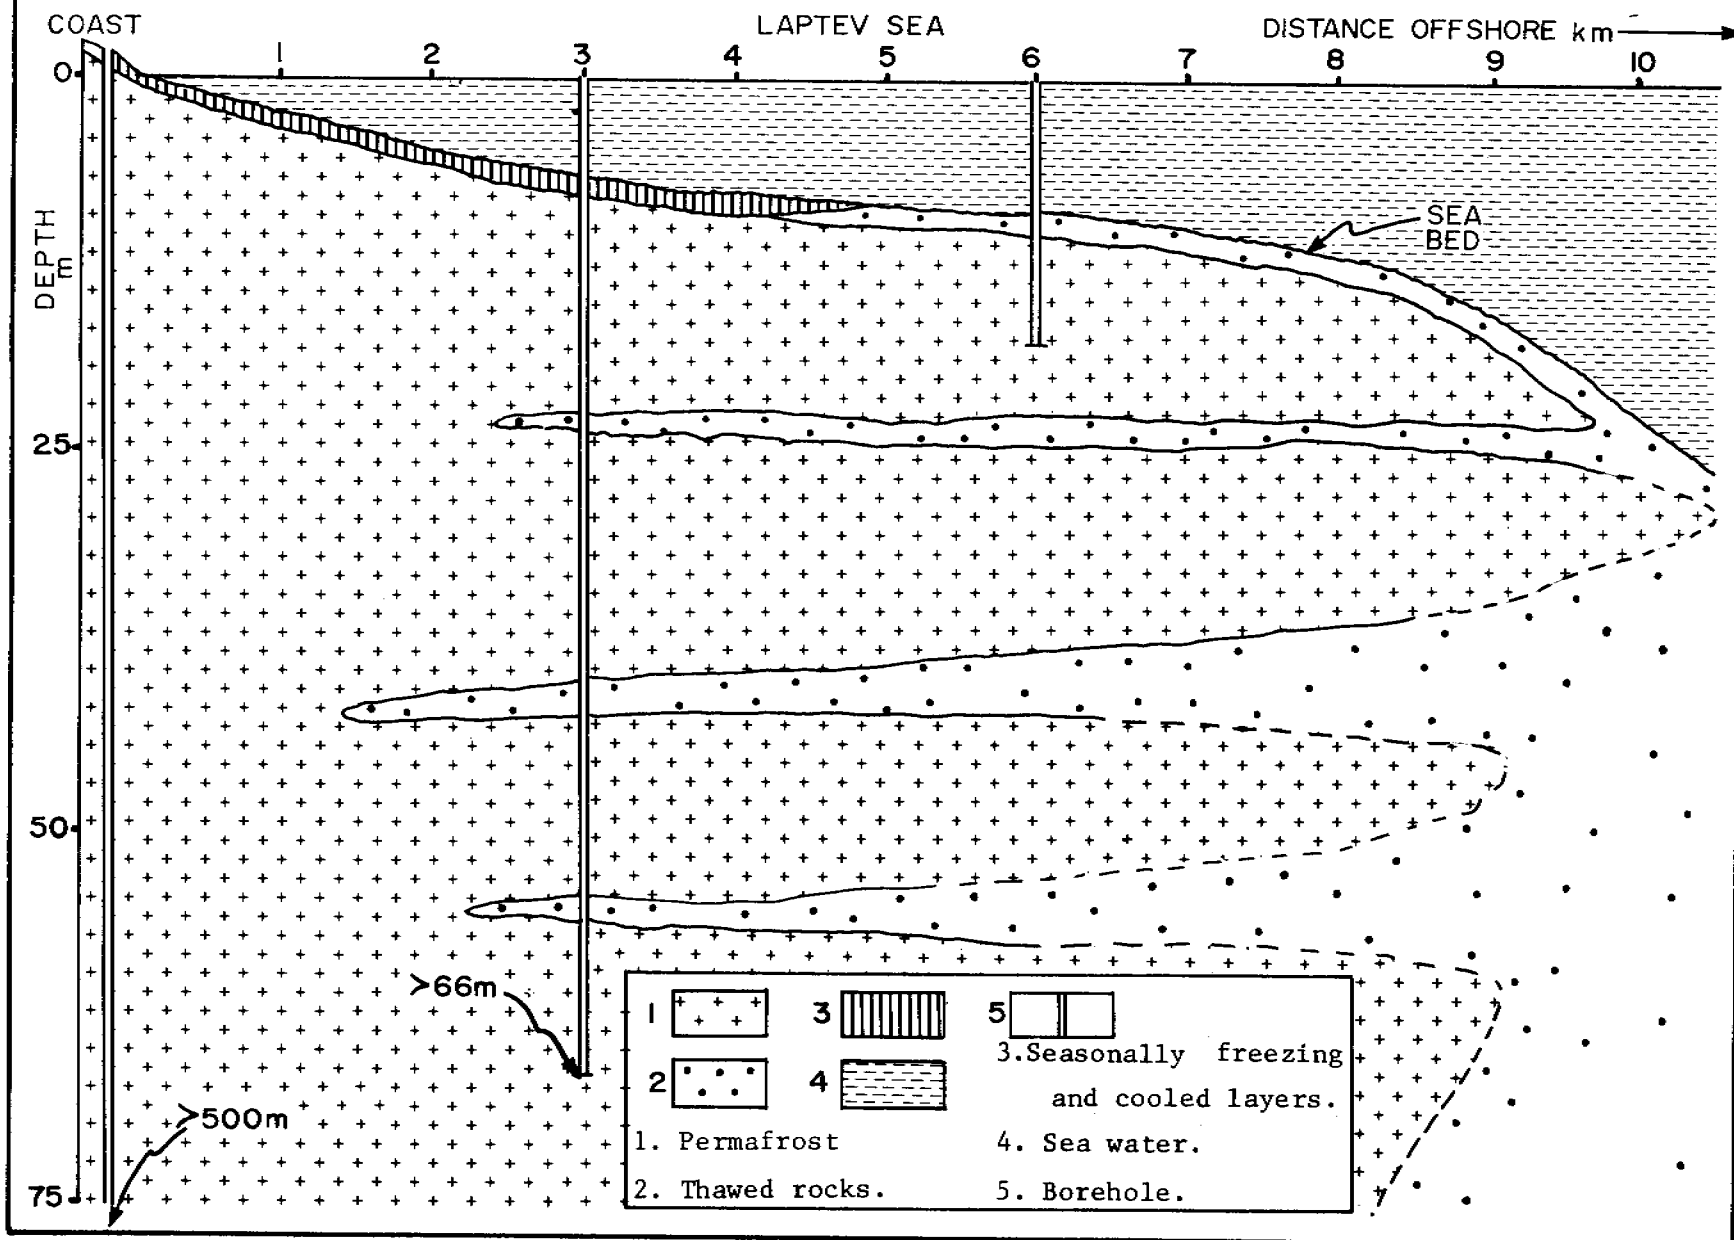 COAST
LAPTEV SEA
DISTANCE OFFSHORE km
1 2 3 4 5 6 7 8 9 10
0
DEPTH
m
SEA
BED
25
50
>66m
>500m
75
1
3
5
2
4
3.Seasonally freezing
and cooled layers.
1. Permafrost
4. Sea water.
2. Thawed rocks.
5. Borehole.